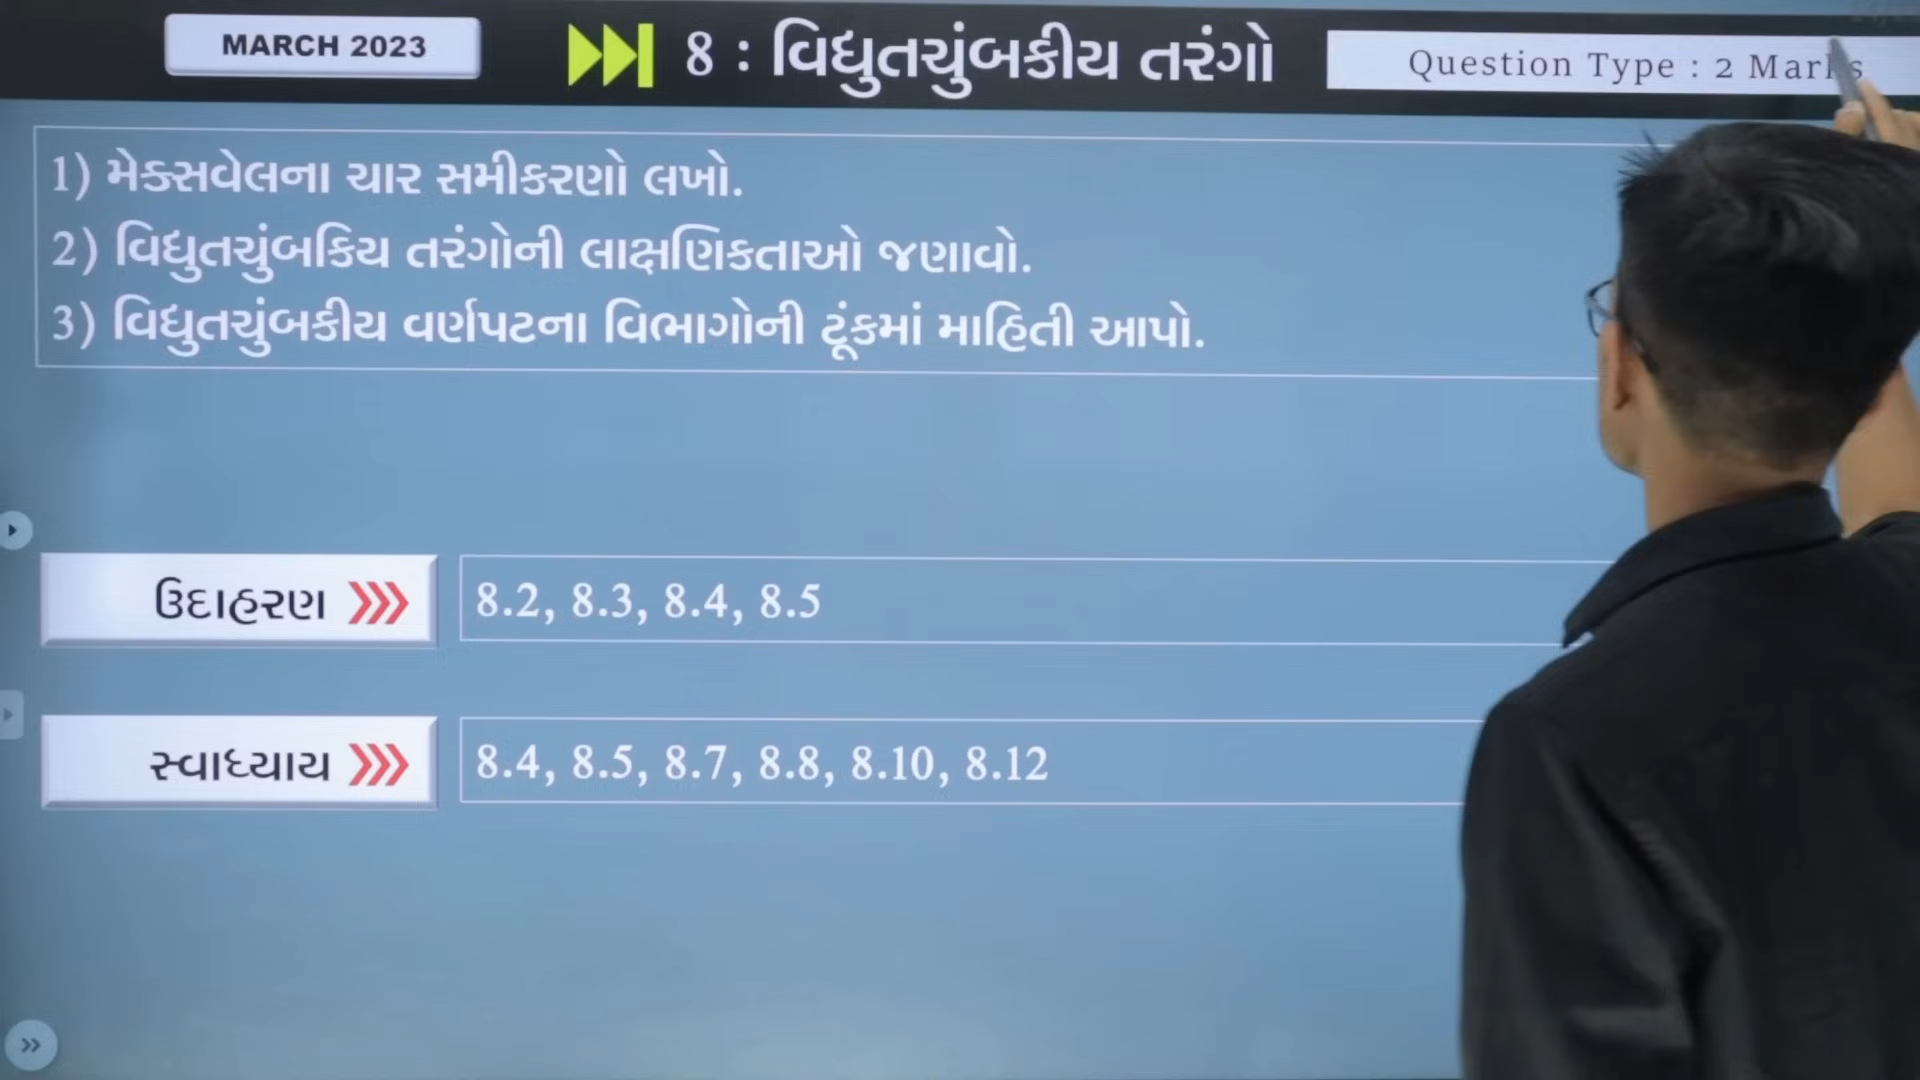 MARCH 2023
8 : વિદ્યુતચુંબકીય તરંગો
Question Type : 2 Marks
1) મેક્સવેલના ચાર સમીકરણો લખો.
2) વિદ્યુતચુંબકિય તરંગોની લાક્ષણિકતાઓ જણાવો.
3) વિદ્યુતચુંબકીય વર્ણપટના વિભાગોની ટૂંકમાં માહિતી આપો.
ઉદાહરણ
8.2, 8.3, 8.4, 8.5
સ્વાધ્યાય
8.4, 8.5, 8.7, 8.8, 8.10, 8.12